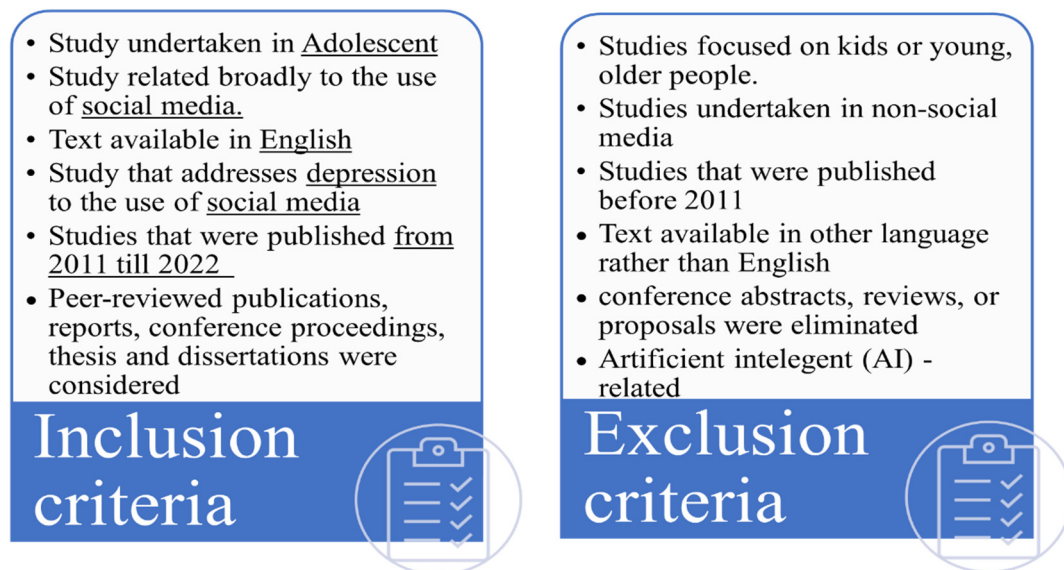 • Study undertaken in Adolescent
• Study related broadly to the use
of social media.
• Text available in English
• Study that addresses depression
to the use of social media
• Studies that were published from
2011 till 2022
• Peer-reviewed publications,
reports, conference proceedings,
thesis and dissertations were
considered
Inclusion
criteria
• Studies focused on kids or young,
older people.
• Studies undertaken in non-social
media
• Studies that were published
before 2011
• Text available in other language
rather than English
• conference abstracts, reviews, or
proposals were eliminated
• Artificient intelegent (AI) -
related
Exclusion
criteria